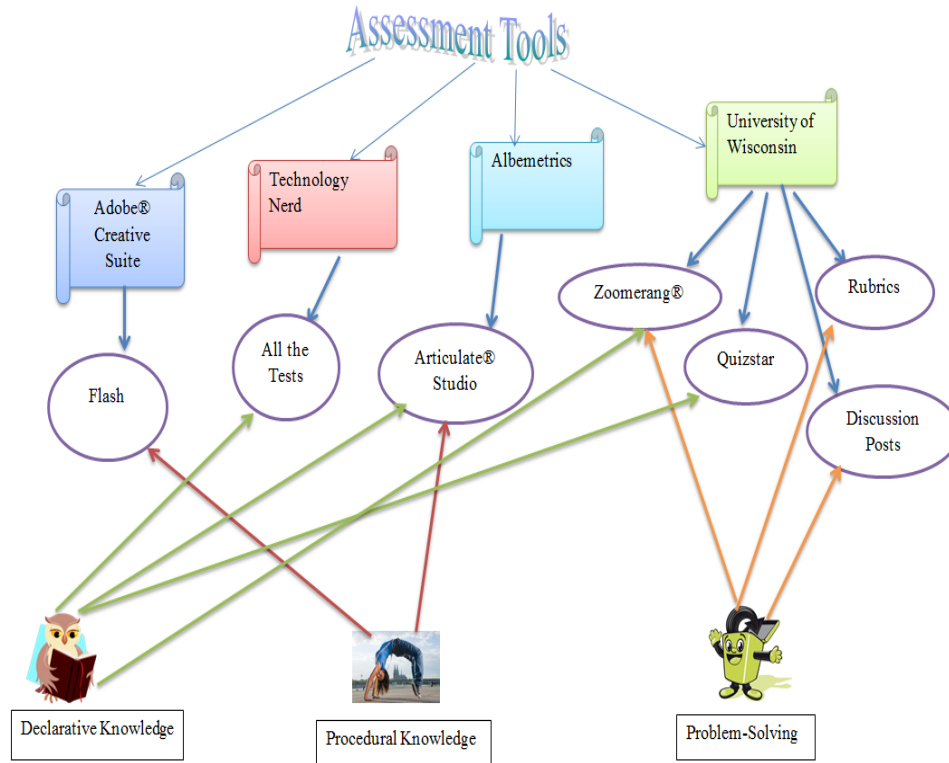 Assessment Tools
Adobe®
Creative
Suite
Technology
Nerd
Albemetrics
University of
Wisconsin
Flash
All the
Tests
Articulate®
Studio
Zoomerang®
Quizstar
Rubrics
Discussion
Posts
Declarative Knowledge
Procedural Knowledge
Problem-Solving